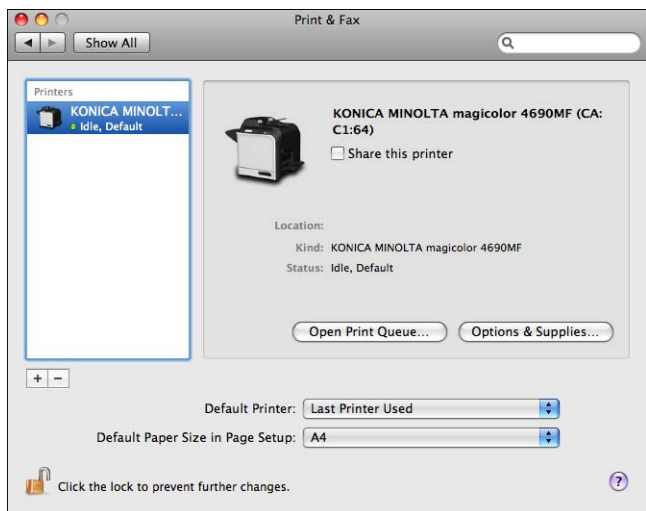 Print & Fax
Show All
Printers
KONICA MINOLT...
Idle, Default
KONICA MINOLTA magicolor 4690MF (CA:
C1:64)
Share this printer
Location:
Kind: KONICA MINOLTA magicolor 4690MF
Status: Idle, Default
Open Print Queue... Options & Supplies...
+ −
Default Printer: Last Printer Used
Default Paper Size in Page Setup: A4
Click the lock to prevent further changes.
?